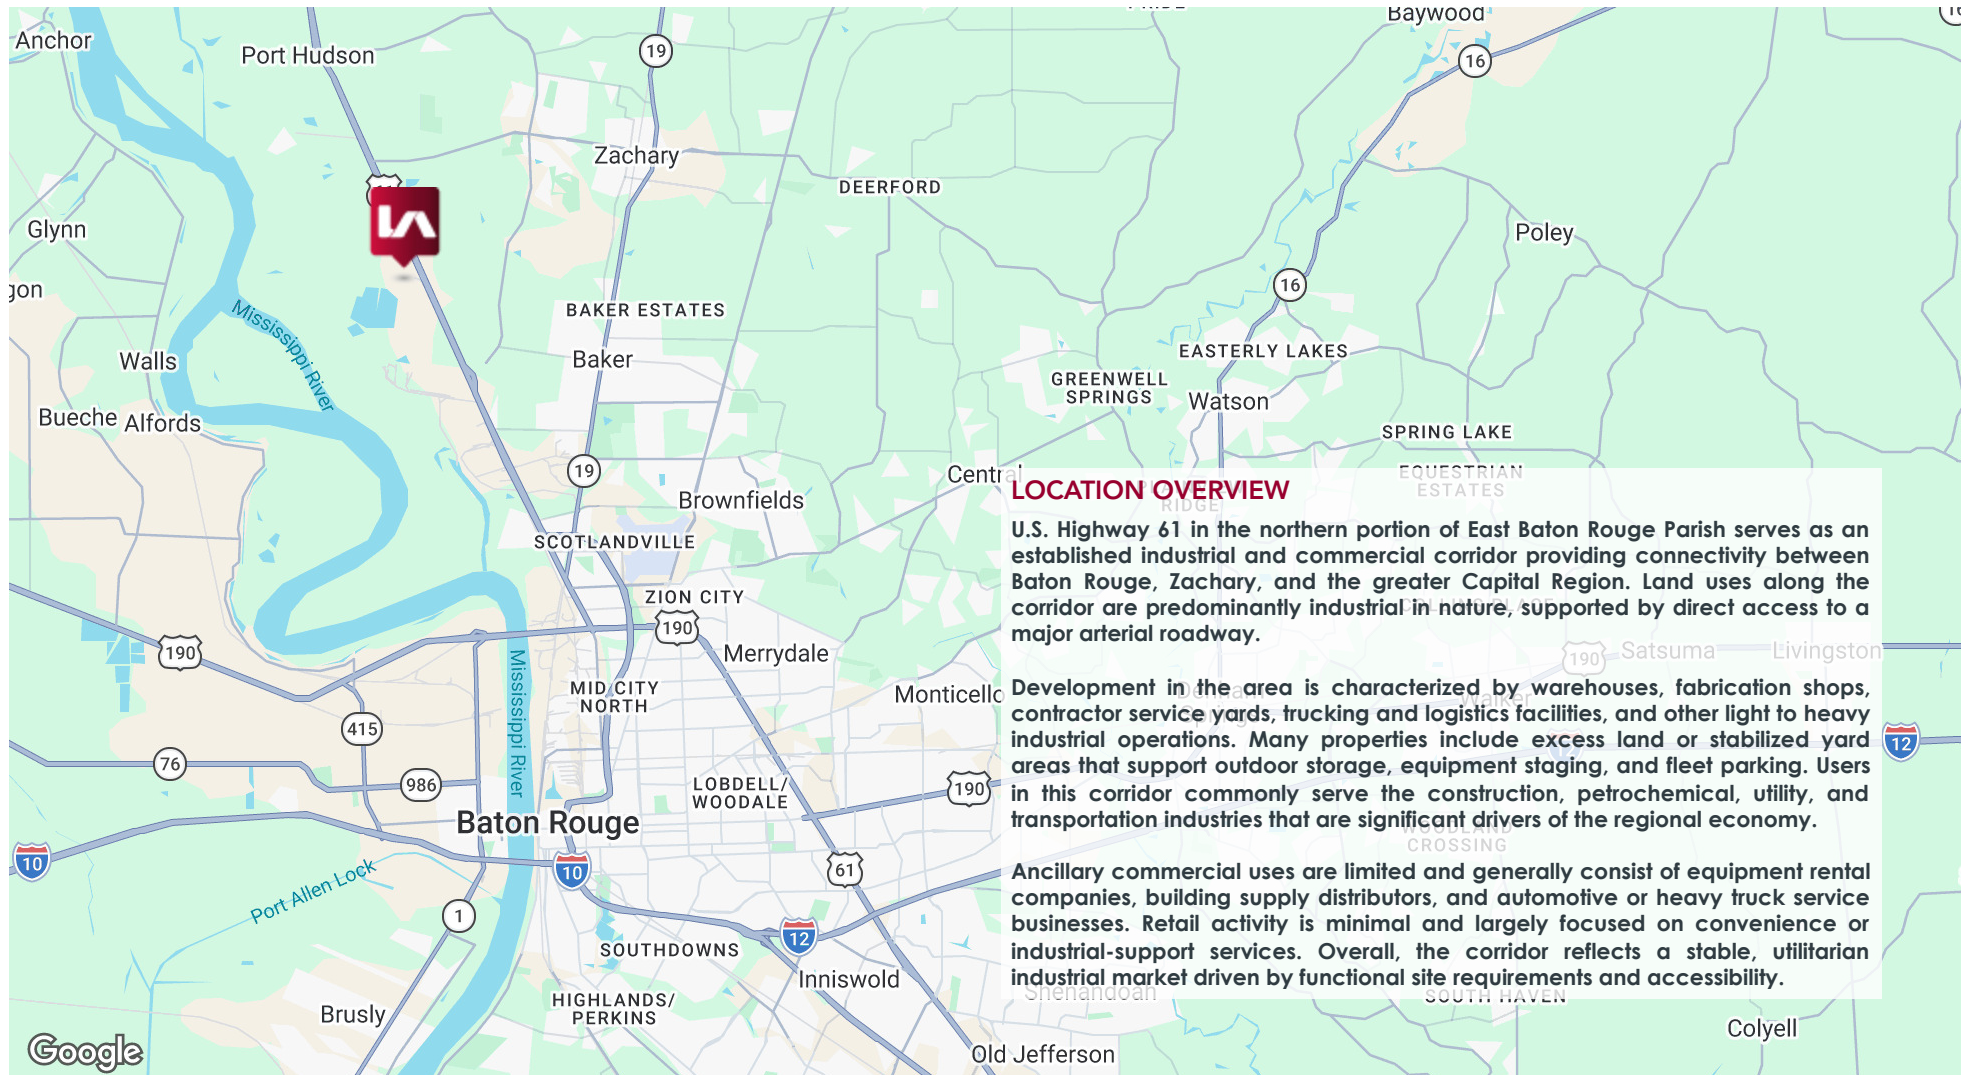 Anchor
Port Hudson
19
Baywood
16
Zachary
DEERFORD
Glynn
Poley
16
Mississippi River
BAKER ESTATES
Baker
Walls
EASTERLY LAKES
GREENWELL
SPRINGS
Watson
Bueche
Alfords
SPRING LAKE
19
Central
EQUESTRIAN
ESTATES
RIDGE
Brownfields
SCOTLANDVILLE
ZION CITY
190
190
Merrydale
190
Satsuma
Livingston
Mississippi River
MID CITY
NORTH
Monticello
Denham
Springs
Walker
415
12
12
76
986
LOBDELL/
WOODALE
190
Baton Rouge
WOODLAND
CROSSING
10
10
61
Port Allen Lock
1
12
SOUTHDOWNS
Inniswold
Shenandoah
SOUTH HAVEN
HIGHLANDS/
PERKINS
Brusly
Colyell
Old Jefferson
Google
LOCATION OVERVIEW
U.S. Highway 61 in the northern portion of East Baton Rouge Parish serves as an
established industrial and commercial corridor providing connectivity between
Baton Rouge, Zachary, and the greater Capital Region. Land uses along the
corridor are predominantly industrial in nature, supported by direct access to a
major arterial roadway.
Development in the area is characterized by warehouses, fabrication shops,
contractor service yards, trucking and logistics facilities, and other light to heavy
industrial operations. Many properties include excess land or stabilized yard
areas that support outdoor storage, equipment staging, and fleet parking. Users
in this corridor commonly serve the construction, petrochemical, utility, and
transportation industries that are significant drivers of the regional economy.
Ancillary commercial uses are limited and generally consist of equipment rental
companies, building supply distributors, and automotive or heavy truck service
businesses. Retail activity is minimal and largely focused on convenience or
industrial-support services. Overall, the corridor reflects a stable, utilitarian
industrial market driven by functional site requirements and accessibility.